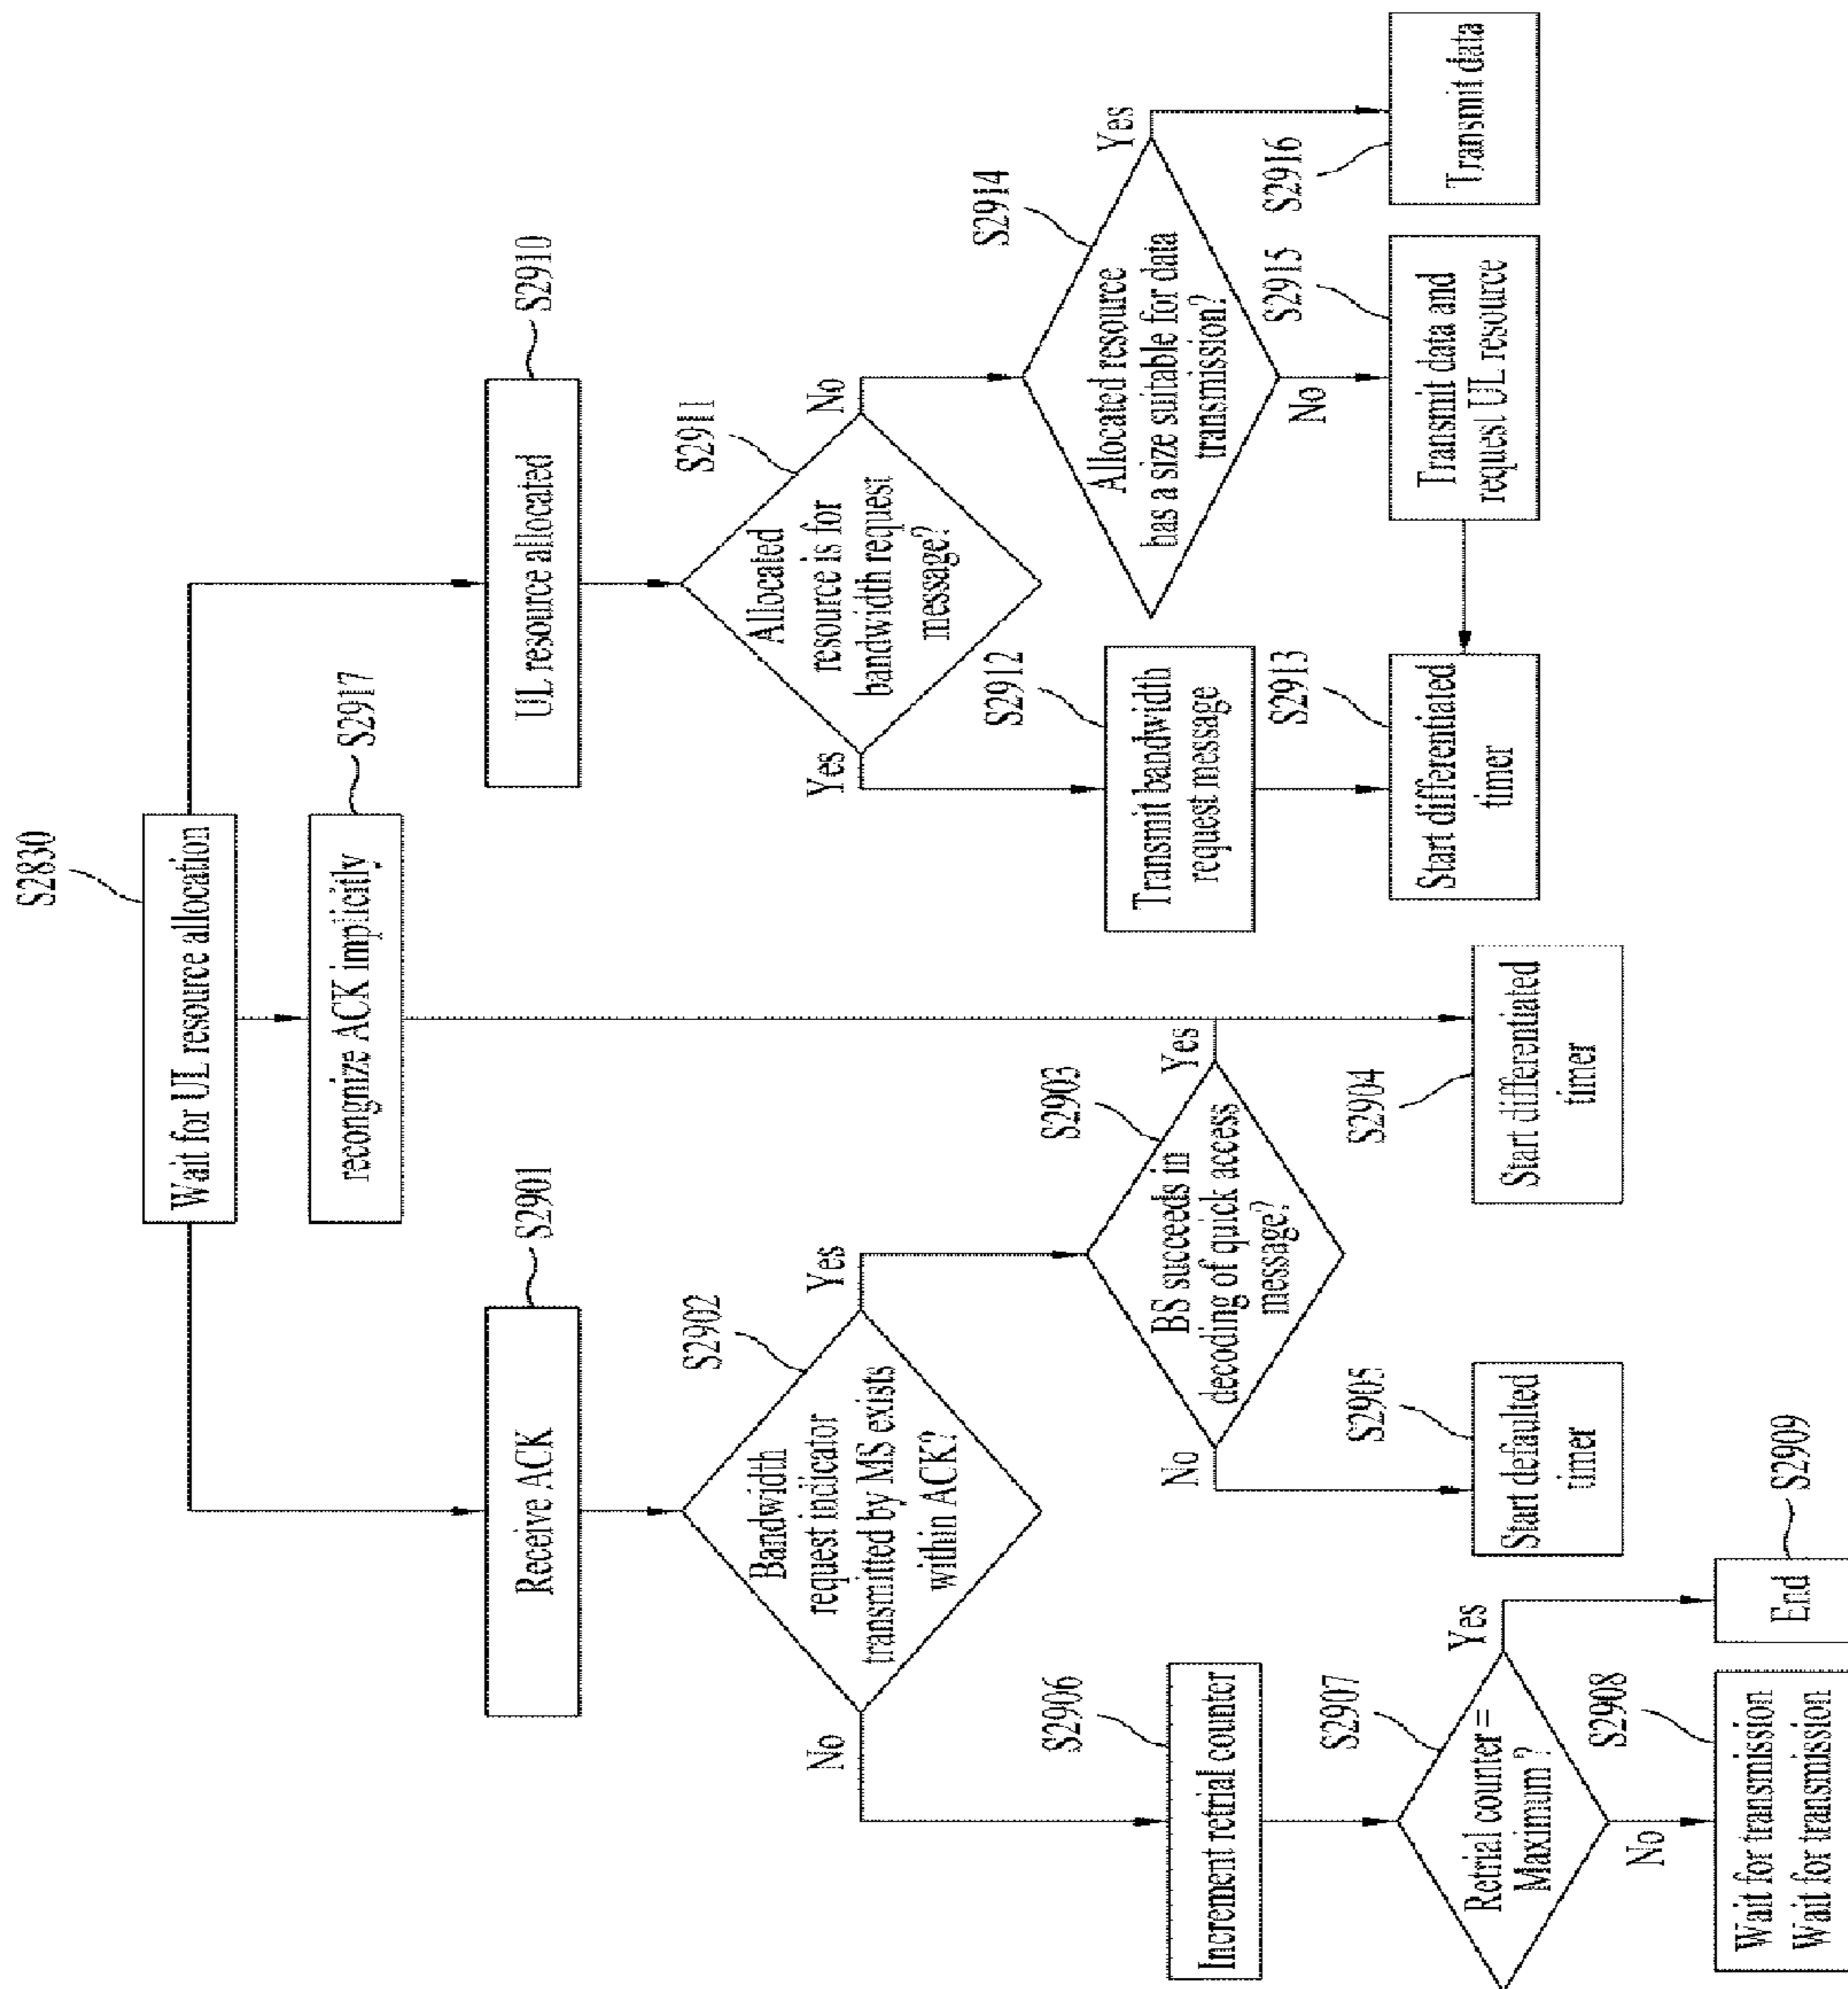 S2830
Wait for UL resource allocation
S2917
recongnize ACK implicitly
S2901
Receive ACK
S2910
UL resource allocated
S2902
Bandwidth
request indicator
transmitted by MS exists
within ACK?
Yes
No
S2911
Allocated
resource is for
bandwidth request
message?
Yes
No
S2903
BS succeeds in
decoding of quick access
message?
Yes
No
S2912
Transmit bandwidth
request message
S2914
Allocated resource
has a size suitable for data
transmission?
Yes
No
S2906
Increment retrial counter
S2907
Retrial counter =
Maximum ?
Yes
No
S2905
Start defaulted
timer
S2904
Start differentiated
timer
S2913
Start differentiated
timer
S2915
Transmit data and
request UL resource
S2916
Transmit data
S2908
Wait for transmission
Wait for transmission
S2909
End